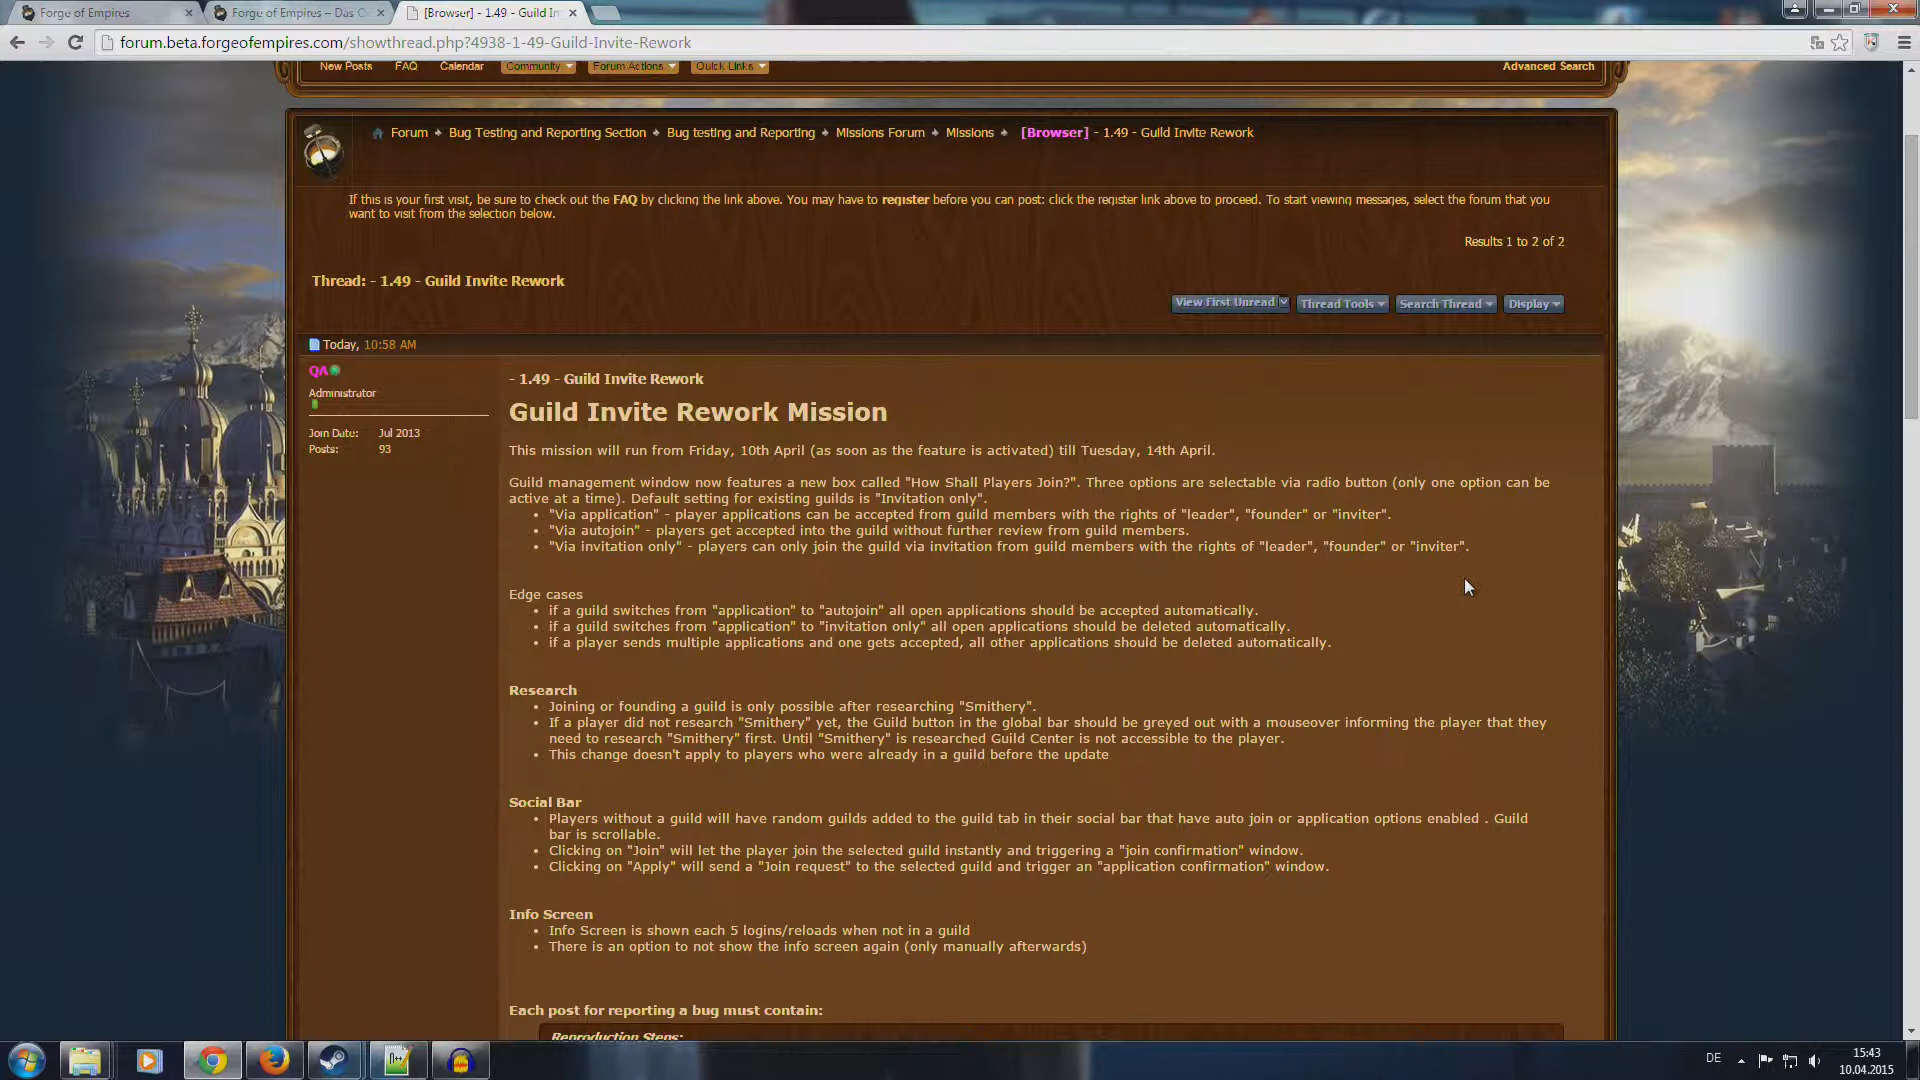 Forge of Empires
Forge of Empires – Das O
[Browser] - 1.49 - Guild In
forum.beta.forgeofempires.com/showthread.php?4938-1-49-Guild-Invite-Rework
New Posts FAQ Calendar Community Forum Actions Quick Links Advanced Search
Forum Bug Testing and Reporting Section Bug testing and Reporting Missions Forum Missions [Browser] - 1.49 - Guild Invite Rework
If this is your first visit, be sure to check out the FAQ by clicking the link above. You may have to register before you can post: click the register link above to proceed. To start viewing messages, select the forum that you
want to visit from the selection below.
Results 1 to 2 of 2
Thread: - 1.49 - Guild Invite Rework
View First Unread Thread Tools Search Thread Display
Today, 10:58 AM
QA
Administrator
Join Date: Jul 2013
Posts: 93
- 1.49 - Guild Invite Rework
Guild Invite Rework Mission
This mission will run from Friday, 10th April (as soon as the feature is activated) till Tuesday, 14th April.
Guild management window now features a new box called "How Shall Players Join?". Three options are selectable via radio button (only one option can be
active at a time). Default setting for existing guilds is "Invitation only".
• "Via application" - player applications can be accepted from guild members with the rights of "leader", "founder" or "inviter".
• "Via autojoin" - players get accepted into the guild without further review from guild members.
• "Via invitation only" - players can only join the guild via invitation from guild members with the rights of "leader", "founder" or "inviter".
Edge cases
• if a guild switches from "application" to "autojoin" all open applications should be accepted automatically.
• if a guild switches from "application" to "invitation only" all open applications should be deleted automatically.
• if a player sends multiple applications and one gets accepted, all other applications should be deleted automatically.
Research
• Joining or founding a guild is only possible after researching "Smithery".
• If a player did not research "Smithery" yet, the Guild button in the global bar should be greyed out with a mouseover informing the player that they
need to research "Smithery" first. Until "Smithery" is researched Guild Center is not accessible to the player.
• This change doesn't apply to players who were already in a guild before the update
Social Bar
• Players without a guild will have random guilds added to the guild tab in their social bar that have auto join or application options enabled . Guild
bar is scrollable.
• Clicking on "Join" will let the player join the selected guild instantly and triggering a "join confirmation" window.
• Clicking on "Apply" will send a "Join request" to the selected guild and trigger an "application confirmation" window.
Info Screen
• Info Screen is shown each 5 logins/reloads when not in a guild
• There is an option to not show the info screen again (only manually afterwards)
Each post for reporting a bug must contain:
Reproduction Steps:
DE
15:43
10.04.2015